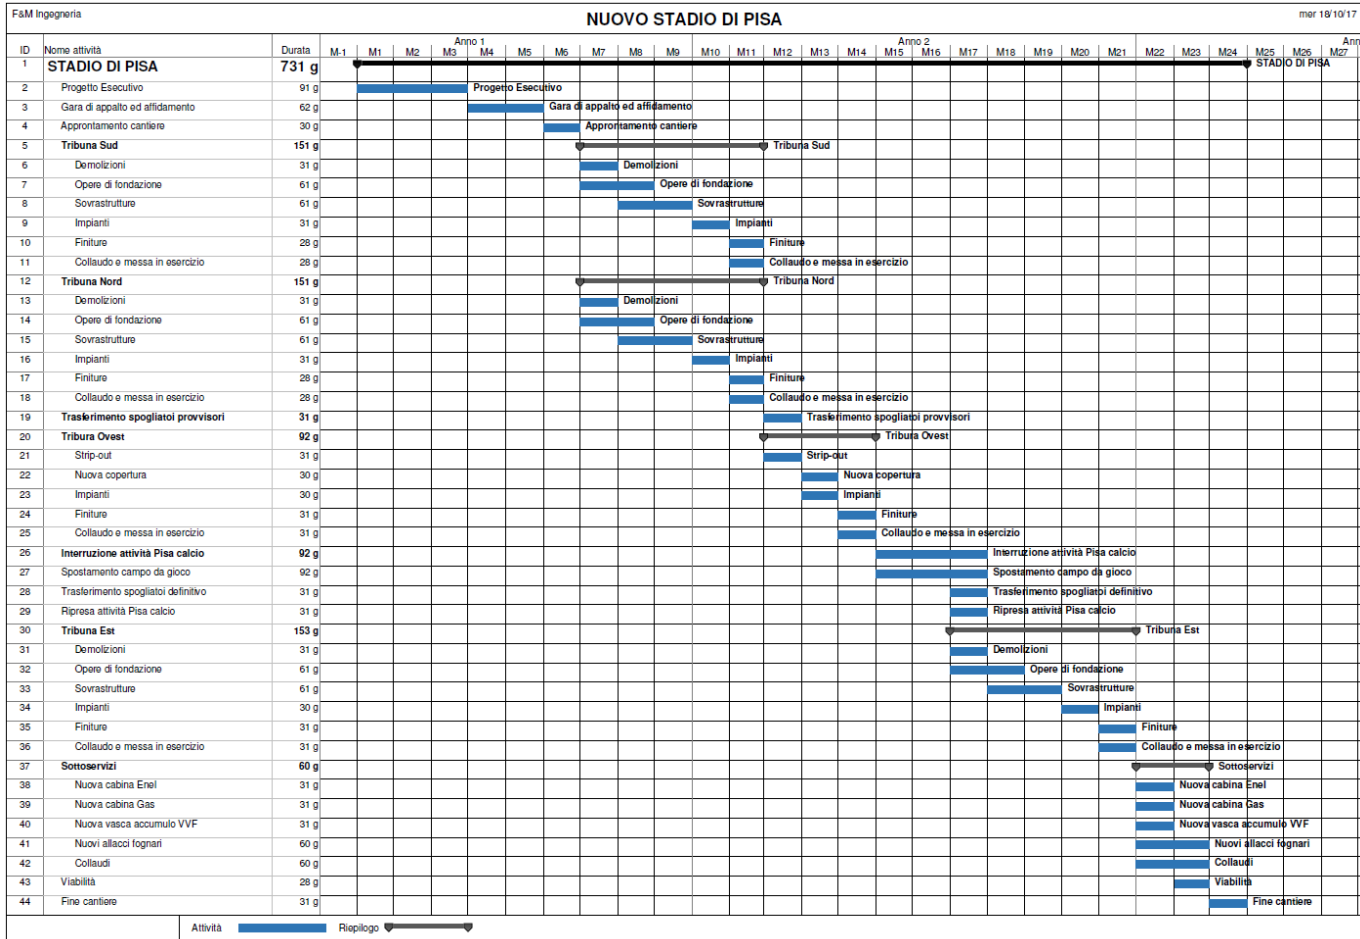 F&M Ingegneria
NUOVO STADIO DI PISA
mer 18/10/17
Anno 1 Anno 2 Ann
ID Nome attività Durata M-1 M1 M2 M3 M4 M5 M6 M7 M8 M9 M10 M11 M12 M13 M14 M15 M16 M17 M18 M19 M20 M21 M22 M23 M24 M25 M26 M27
1 STADIO DI PISA 731 g STADIO DI PISA
2 Progetto Esecutivo 91 g Progetto Esecutivo
3 Gara di appalto ed affidamento 62 g Gara di appalto ed affidamento
4 Approntamento cantiere 30 g Approntamento cantiere
5 Tribuna Sud 151 g Tribuna Sud
6 Demolizioni 31 g Demolizioni
7 Opere di fondazione 61 g Opere di fondazione
8 Sovrastrutture 61 g Sovrastrutture
9 Impianti 31 g Impianti
10 Finiture 28 g Finiture
11 Collaudo e messa in esercizio 28 g Collaudo e messa in esercizio
12 Tribuna Nord 151 g Tribuna Nord
13 Demolizioni 31 g Demolizioni
14 Opere di fondazione 61 g Opere di fondazione
15 Sovrastrutture 61 g Sovrastrutture
16 Impianti 31 g Impianti
17 Finiture 28 g Finiture
18 Collaudo e messa in esercizio 28 g Collaudo e messa in esercizio
19 Trasferimento spogliatoi provvisori 31 g Trasferimento spogliatoi provvisori
20 Tribura Ovest 92 g Tribura Ovest
21 Strip-out 31 g Strip-out
22 Nuova copertura 30 g Nuova copertura
23 Impianti 30 g Impianti
24 Finiture 31 g Finiture
25 Collaudo e messa in esercizio 31 g Collaudo e messa in esercizio
26 Interruzione attività Pisa calcio 92 g Interruzione attività Pisa calcio
27 Spostamento campo da gioco 92 g Spostamento campo da gioco
28 Trasferimento spogliatoi definitivo 31 g Trasferimento spogliatoi definitivo
29 Ripresa attività Pisa calcio 31 g Ripresa attività Pisa calcio
30 Tribuna Est 153 g Tribuna Est
31 Demolizioni 31 g Demolizioni
32 Opere di fondazione 61 g Opere di fondazione
33 Sovrastrutture 61 g Sovrastrutture
34 Impianti 30 g Impianti
35 Finiture 31 g Finiture
36 Collaudo e messa in esercizio 31 g Collaudo e messa in esercizio
37 Sottoservizi 60 g Sottoservizi
38 Nuova cabina Enel 31 g Nuova cabina Enel
39 Nuova cabina Gas 31 g Nuova cabina Gas
40 Nuova vasca accumulo VVF 31 g Nuova vasca accumulo VVF
41 Nuovi allacci fognari 60 g Nuovi allacci fognari
42 Collaudi 60 g Collaudi
43 Viabilità 28 g Viabilità
44 Fine cantiere 31 g Fine cantiere
Attività Riepilogo